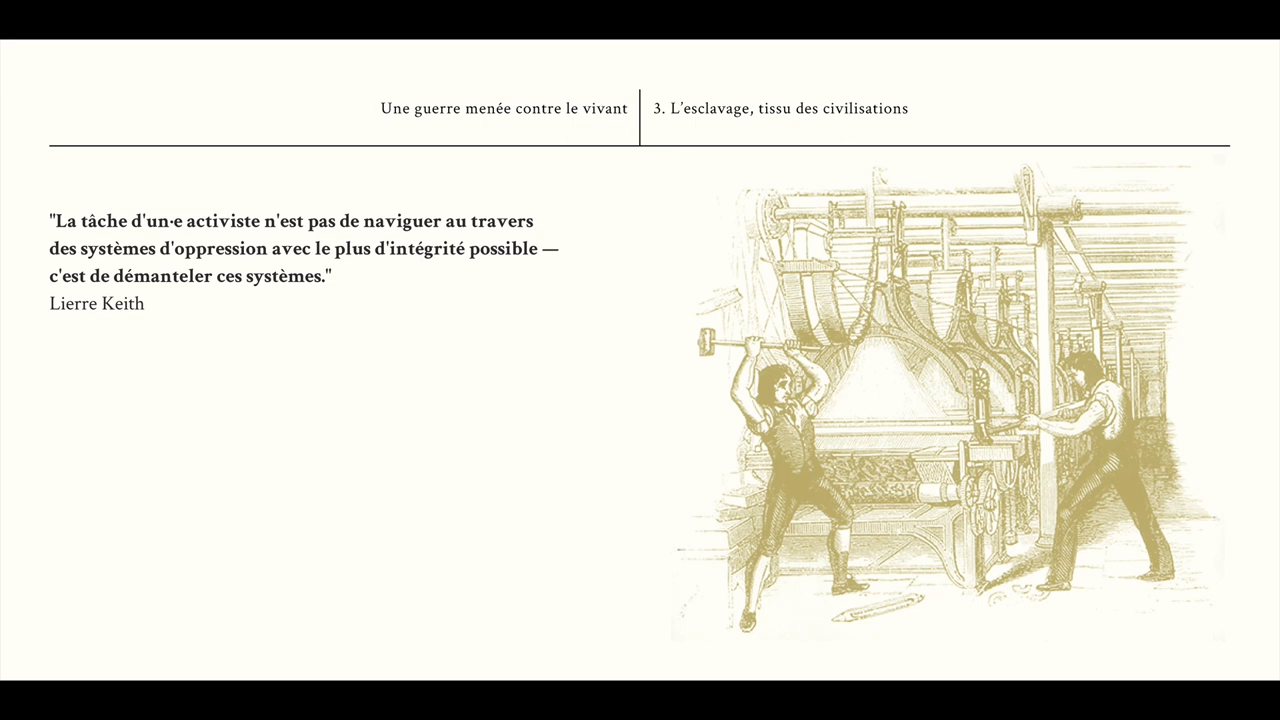 Une guerre menée contre le vivant
3. L'esclavage, tissu des civilisations
"La tâche d'un·e activiste n'est pas de naviguer au travers
des systèmes d'oppression avec le plus d'intégrité possible —
c'est de démanteler ces systèmes."
Lierre Keith